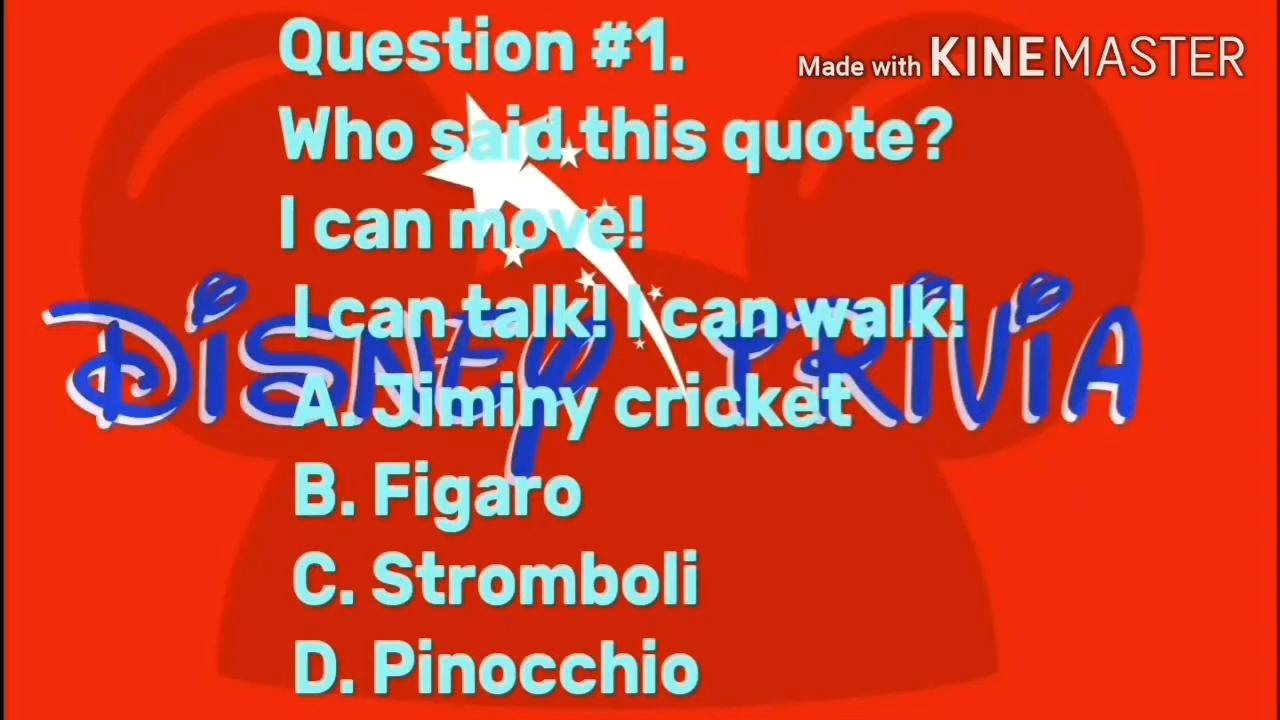 Question #1.
Made with KINEMASTER
Who said this quote?
I can move!
I can talk! I can walk!
DISNEY TRIVIA
A. Jiminy cricket
B. Figaro
C. Stromboli
D. Pinocchio